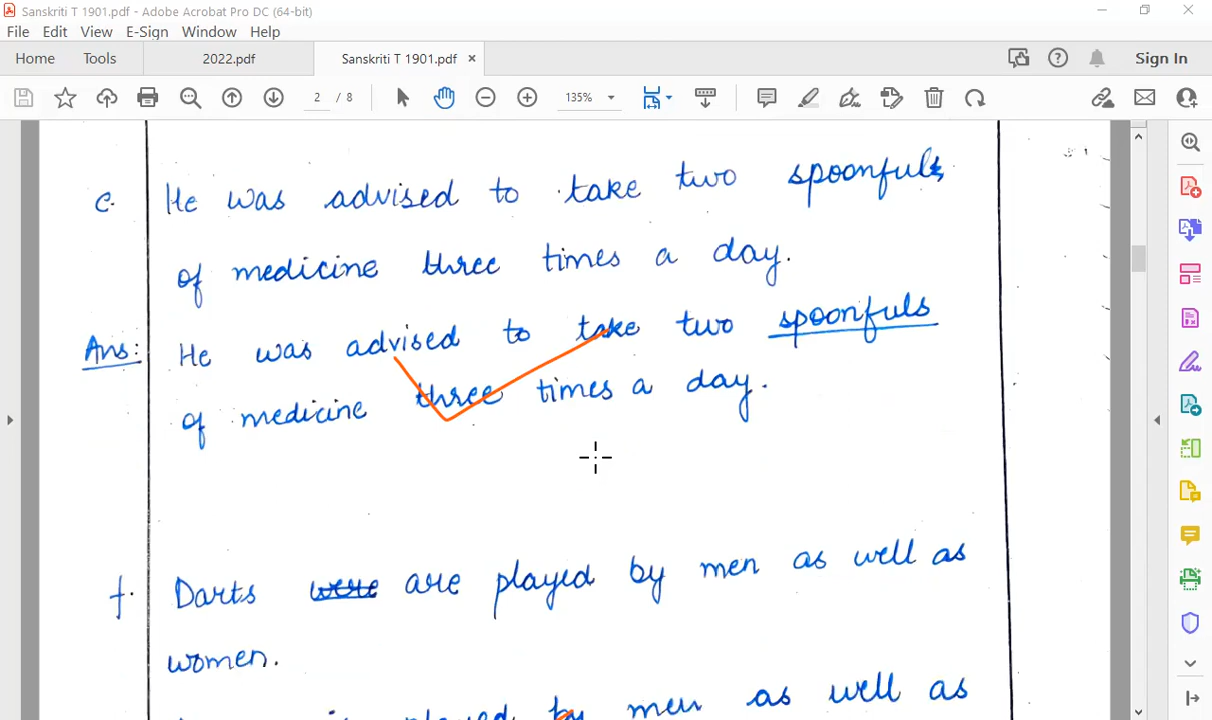 Sanskriti T 1901.pdf - Adobe Acrobat Pro DC (64-bit)
File Edit View E-Sign Window Help
Home Tools 2022.pdf Sanskriti T 1901.pdf × Sign In
2 / 8 135%
c. He was advised to take two spoonfuls
of medicine three times a day.
Ans: He was advised to take two spoonfuls
of medicine three times a day.
f. Darts were are played by men as well as
women.
is played by men as well as